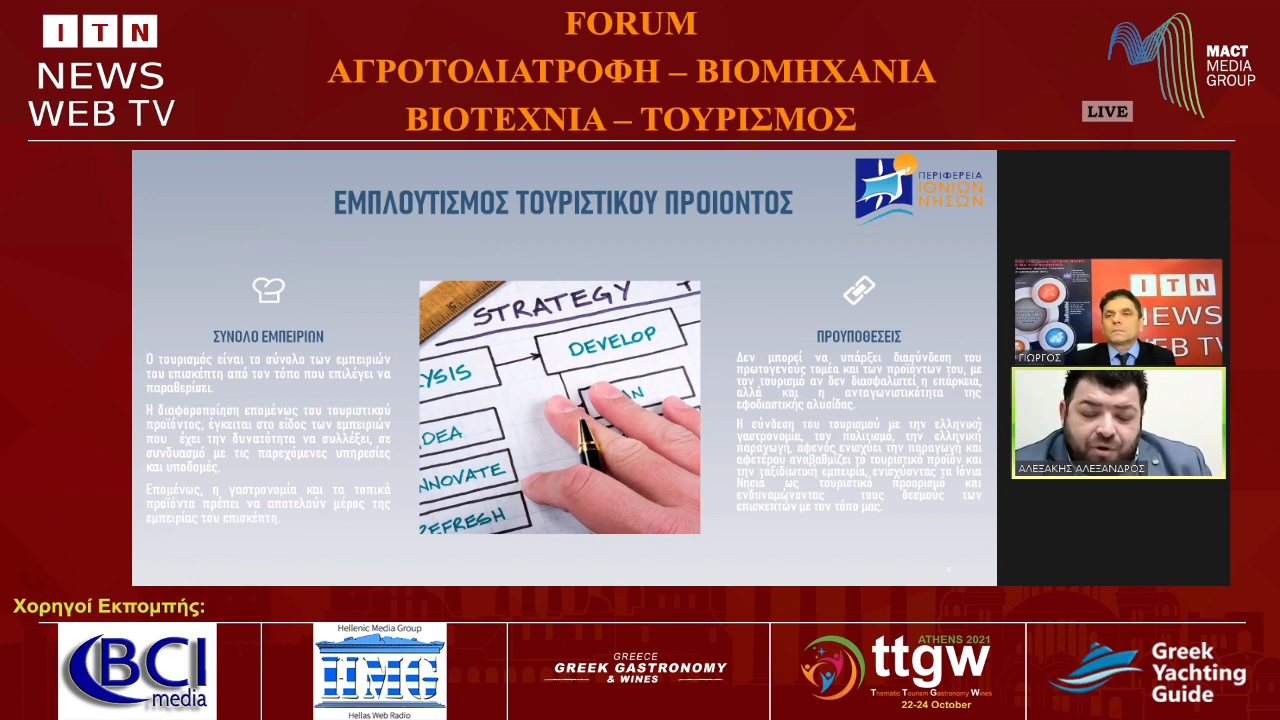 ITN
NEWS
WEB TV
FORUM
ΑΓΡΟΤΟΔΙΑΤΡΟΦΗ – ΒΙΟΜΗΧΑΝΙΑ
ΒΙΟΤΕΧΝΙΑ – ΤΟΥΡΙΣΜΟΣ
MACT
MEDIA
GROUP
LIVE
ΕΜΠΛΟΥΤΙΣΜΟΣ ΤΟΥΡΙΣΤΙΚΟΥ ΠΡΟΙΟΝΤΟΣ
ΠΕΡΙΦΕΡΕΙΑ
ΙΟΝΙΩΝ
ΝΗΣΩΝ
ΣΥΝΟΛΟ ΕΜΠΕΙΡΙΩΝ
Ο τουρισμός είναι το σύνολο των εμπειριών
του επισκέπτη από τον τόπο που επιλέγει να
παραθερίσει.
Η διαφοροποίηση επομένως του τουριστικού
προϊόντος, έγκειται στο είδος των εμπειριών
που έχει την δυνατότητα να συλλέξει, σε
συνδυασμό με τις παρεχόμενες υπηρεσίες
και υποδομές.
Επομένως, η γαστρονομία και τα τοπικά
προϊόντα πρέπει να αποτελούν μέρος της
εμπειρίας του επισκέπτη.
STRATEGY
DEVELOP
YSIS
AN
DEA
NNOVATE
REFRESH
ΠΡΟΥΠΟΘΕΣΕΙΣ
Δεν μπορεί να υπάρξει διασύνδεση του
πρωτογενούς τομέα και των προϊόντων του, με
τον τουρισμό αν δεν διασφαλιστεί η επάρκεια,
αλλά και η ανταγωνιστικότητα της
εφοδιαστικής αλυσίδας.
Η σύνδεση του τουρισμού με την ελληνική
γαστρονομία, τον πολιτισμό, την ελληνική
παραγωγή, αφενός ενισχύει την παραγωγή και
αφετέρου αναβαθμίζει το τουριστικό προϊόν και
την ταξιδιωτική εμπειρία, ενισχύοντας τα Ιόνια
Νησιά ως τουριστικό προορισμό και
ενδυναμώνοντας τους δεσμούς των
επισκεπτών με τον τόπο μας.
ITN
NEWS
EB TV
ΓΙΩΡΓΟΣ
ΑΛΕΞΑΚΗΣ ΑΛΕΞΑΝΔΡΟΣ
Χορηγοί Εκπομπής:
BCI
media
Hellenic Media Group
HMG
Hellas Web Radio
GREECE
GREEK GASTRONOMY
& WINES
ATHENS 2021
ttgw
Thematic Tourism Gastronomy Wines
22-24 October
Greek
Yachting
Guide